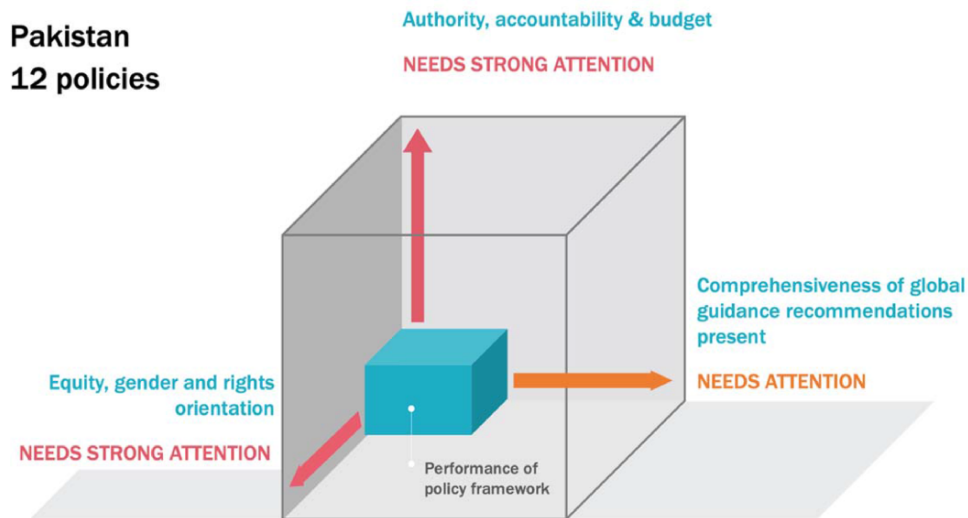 Pakistan
12 policies
Authority, accountability & budget
NEEDS STRONG ATTENTION
Comprehensiveness of global
guidance recommendations
present
NEEDS ATTENTION
Equity, gender and rights
orientation
NEEDS STRONG ATTENTION
Performance of
policy framework